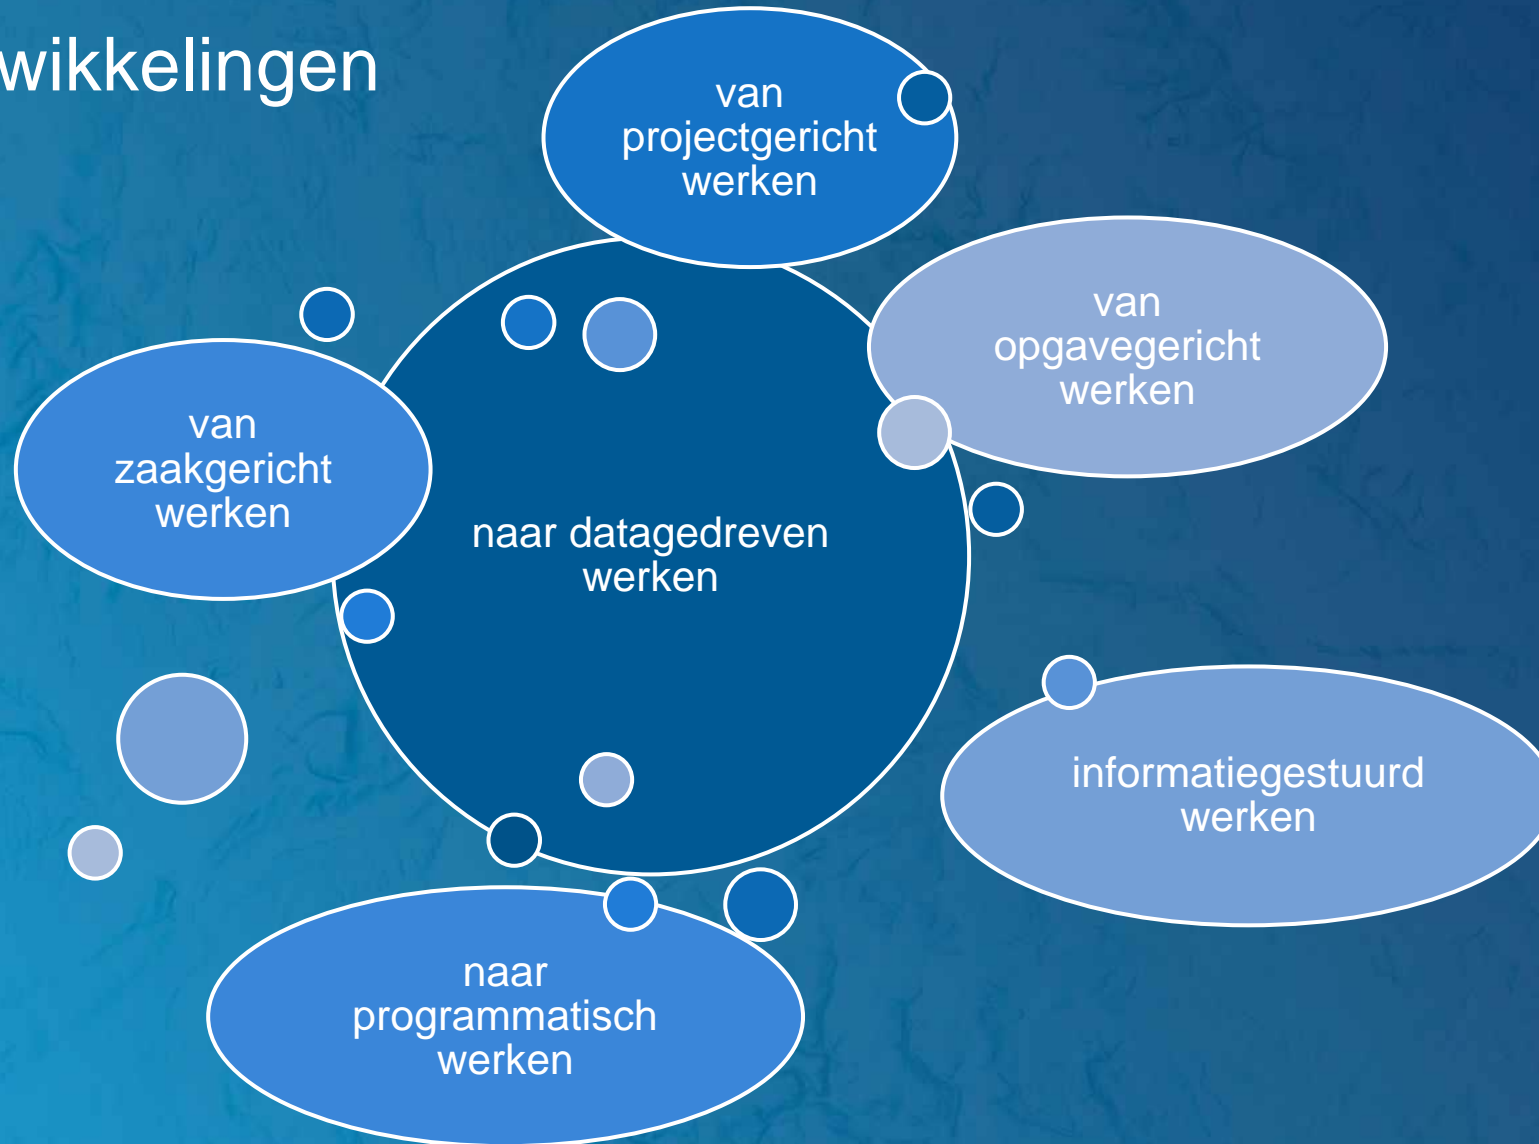 wikkelingen
van
projectgericht
werken
van
opgavegericht
werken
van
zaakgericht
werken
naar datagedreven
werken
informatiegestuurd
werken
naar
programmatisch
werken